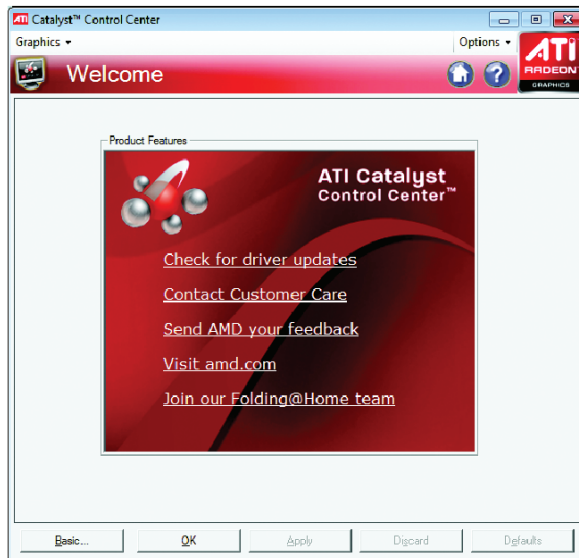 ATI Catalyst™ Control Center
Graphics
Options
Welcome
?
ATI
RADEON
GRAPHICS
Product Features
ATI Catalyst
Control Center™
Check for driver updates
Contact Customer Care
Send AMD your feedback
Visit amd.com
Join our Folding@Home team
Basic...
OK
Apply
Discard
Defaults